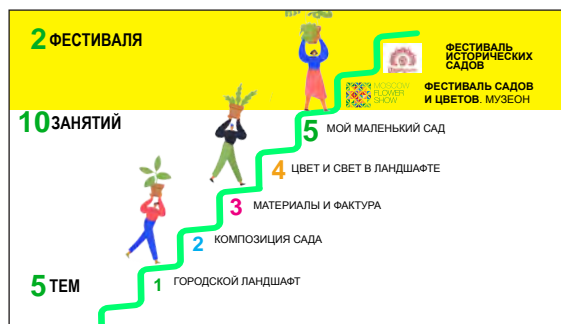 2 ФЕСТИВАЛЯ
ФЕСТИВАЛЬ
ИСТОРИЧЕСКИХ
САДОВ
MOSCOW
FLOWER
SHOW
ФЕСТИВАЛЬ САДОВ
И ЦВЕТОВ. МУЗЕОН
10 ЗАНЯТИЙ
5 МОЙ МАЛЕНЬКИЙ САД
4 ЦВЕТ И СВЕТ В ЛАНДШАФТЕ
3 МАТЕРИАЛЫ И ФАКТУРА
2 КОМПОЗИЦИЯ САДА
5 ТЕМ
1 ГОРОДСКОЙ ЛАНДШАФТ